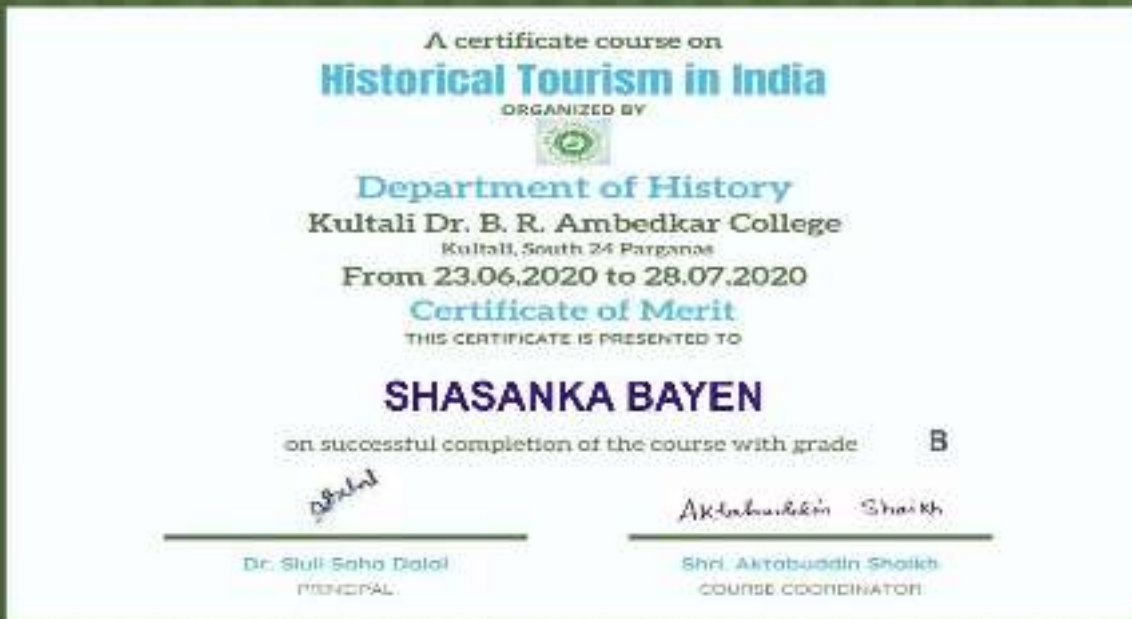 A certificate course on
Historical Tourism in India
ORGANIZED BY
Department of History
Kultali Dr. B. R. Ambedkar College
Kultali, South 24 Parganas
From 23.06.2020 to 28.07.2020
Certificate of Merit
THIS CERTIFICATE IS PRESENTED TO
SHASANKA BAYEN
on successful completion of the course with grade B
Aktabuddin Shaikh
Dr. Siuli Saha Dalal
Shri. Aktabuddin Shaikh
PRINCIPAL
COURSE COORDINATOR